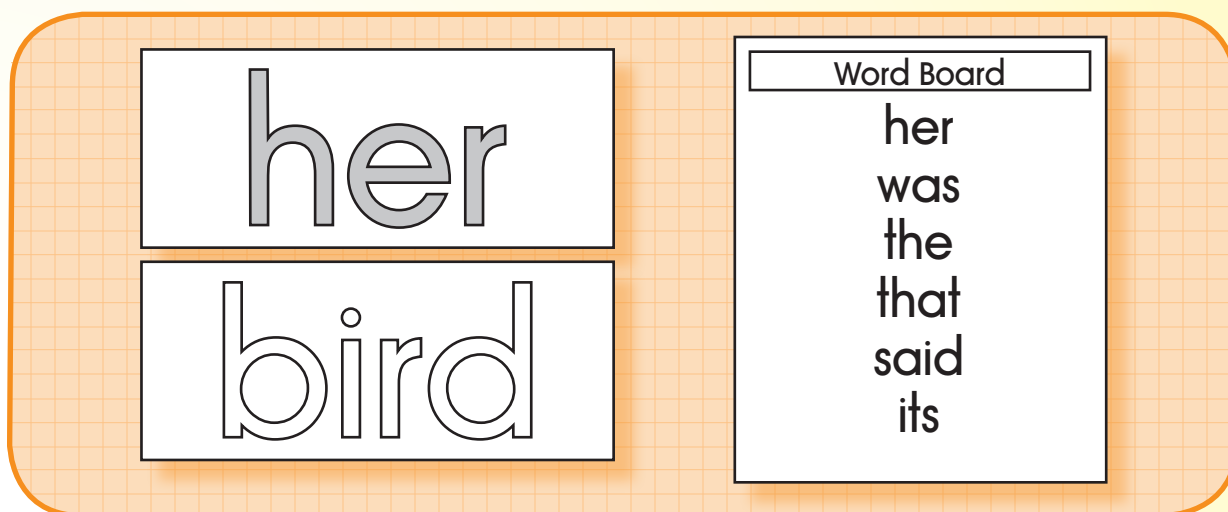 her
bird
Word Board
her
was
the
that
said
its